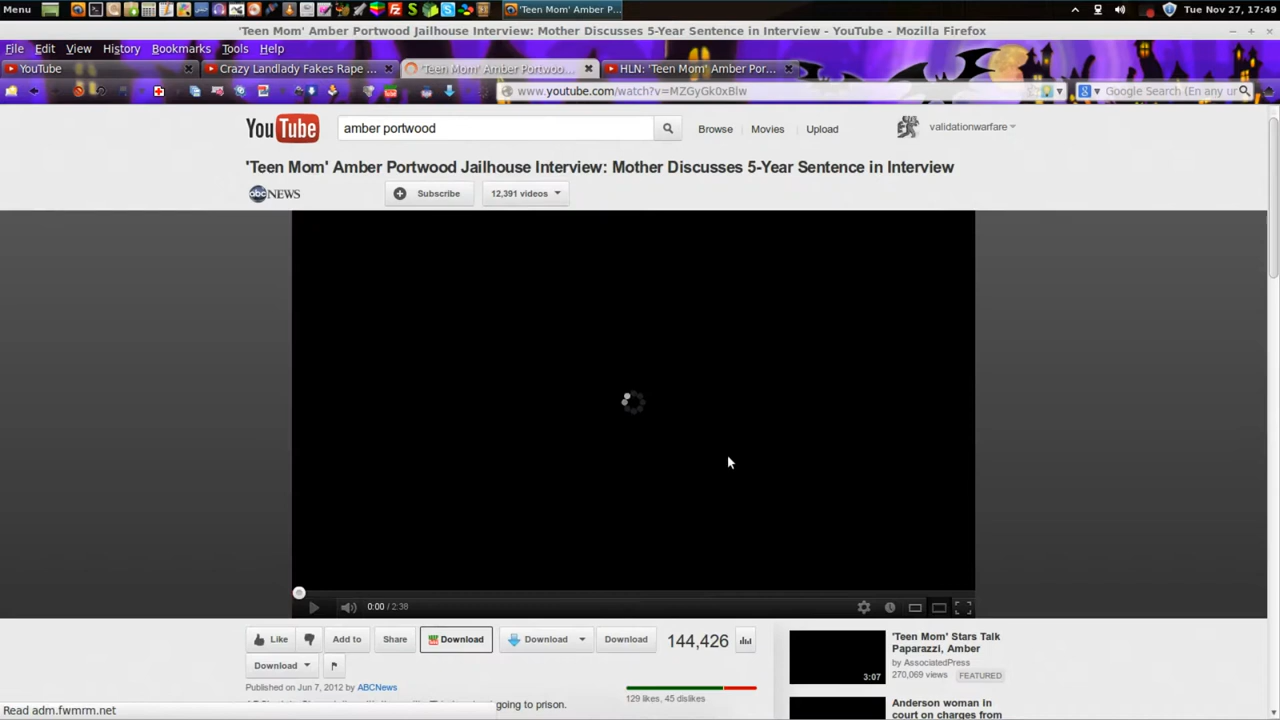 Menu 'Teen Mom' Amber P... Tue Nov 27, 17:49
'Teen Mom' Amber Portwood Jailhouse Interview: Mother Discusses 5-Year Sentence in Interview - YouTube - Mozilla Firefox
File Edit View History Bookmarks Tools Help
YouTube Crazy Landlady Fakes Rape ... 'Teen Mom' Amber Portwoo... HLN: 'Teen Mom' Amber Por...
www.youtube.com/watch?v=MZGyGk0xBlw Google Search (En any ur
YouTube amber portwood Browse Movies Upload validationwarfare
'Teen Mom' Amber Portwood Jailhouse Interview: Mother Discusses 5-Year Sentence in Interview
abc NEWS Subscribe 12,391 videos
0:00 / 2:38
Like Add to Share Download Download Download 144,426
Download
Published on Jun 7, 2012 by ABCNews
129 likes, 45 dislikes
going to prison.
'Teen Mom' Stars Talk
Paparazzi, Amber
by AssociatedPress
270,069 views FEATURED
3:07
Anderson woman in
court on charges from
Read adm.fwmrm.net